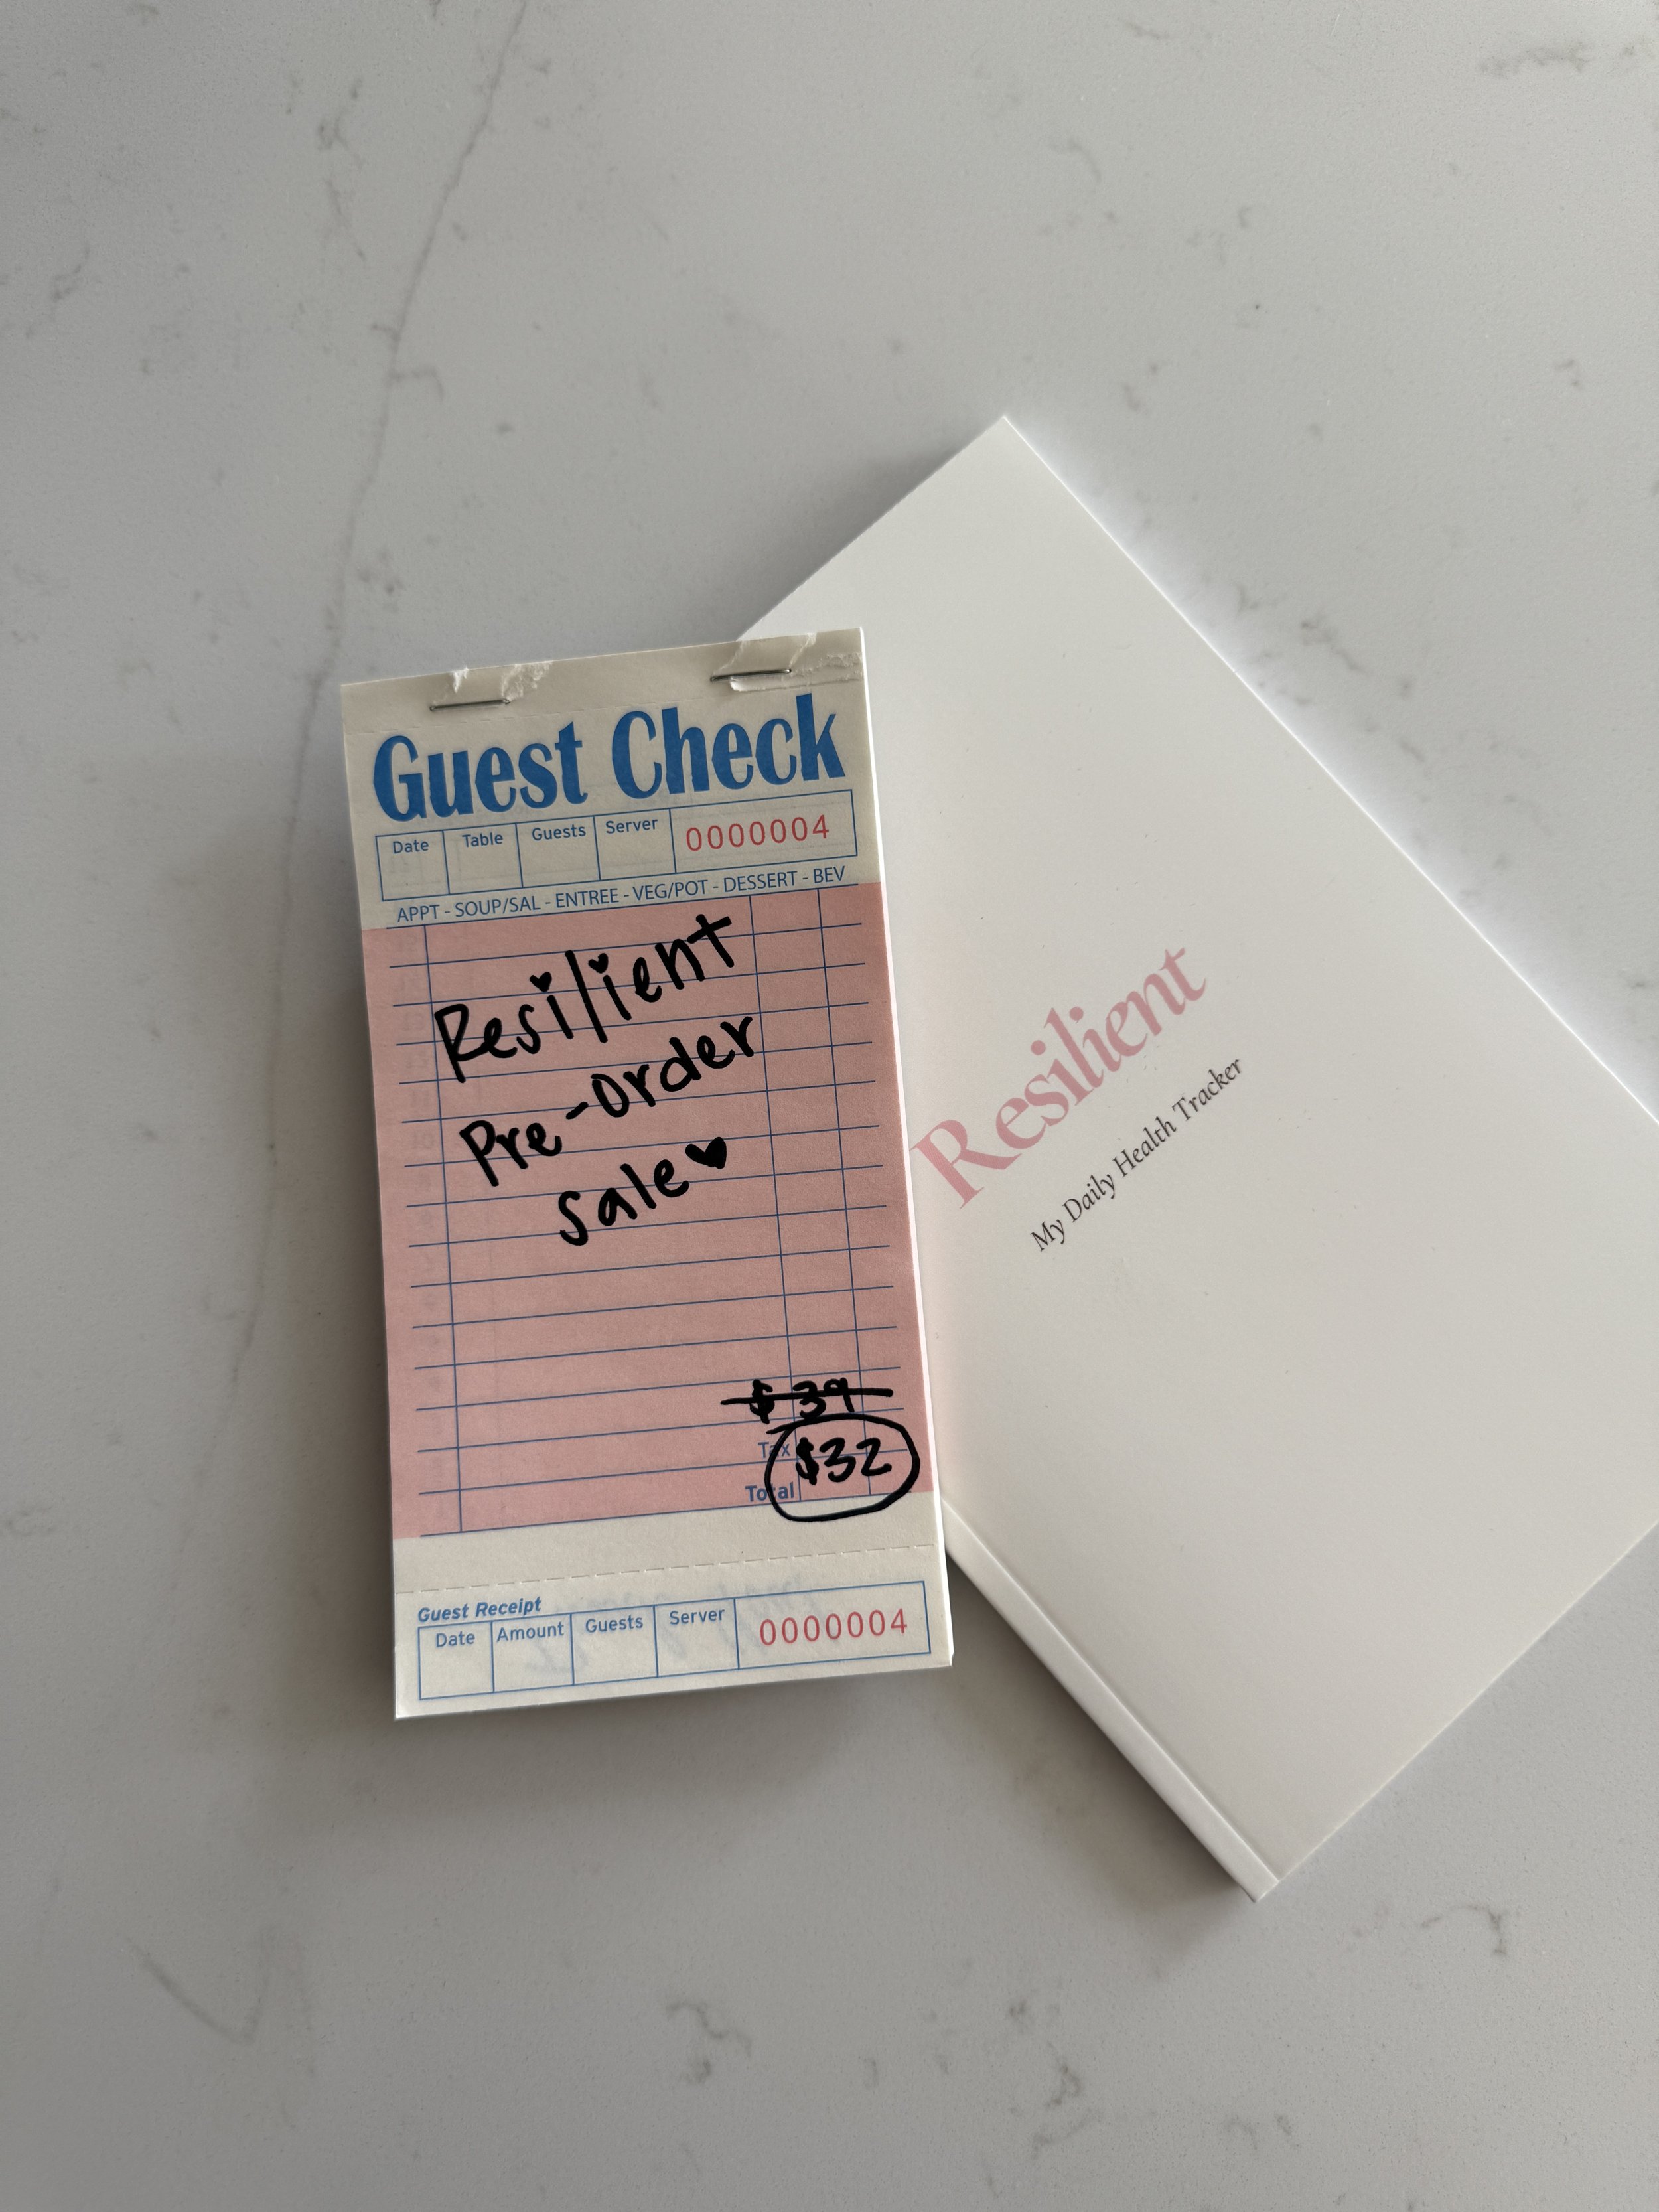 Guest Check
Date Table Guests Server 0000004
APPT - SOUP/SAL - ENTREE - VEG/POT - DESSERT - BEV
Resilient
Pre-Order
Sale♥
$39
Tax
$32
Total
Guest Receipt
Date Amount Guests Server 0000004
Resilient
My Daily Health Tracker